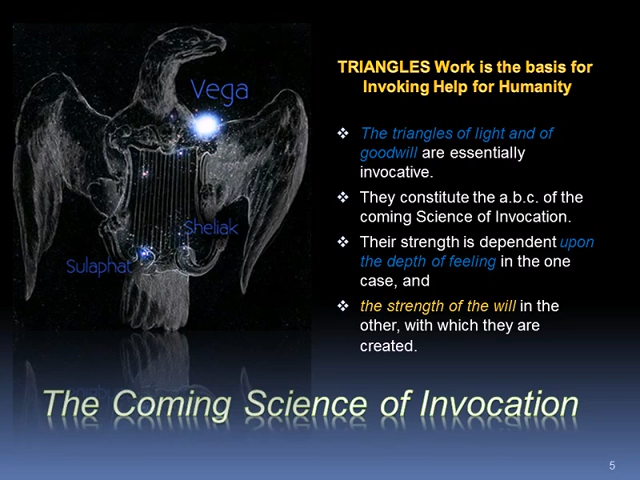 Vega
Sheliak
Sulaphat
TRIANGLES Work is the basis for
Invoking Help for Humanity
❖ The triangles of light and of
goodwill are essentially
invocative.
❖ They constitute the a.b.c. of the
coming Science of Invocation.
❖ Their strength is dependent upon
the depth of feeling in the one
case, and
❖ the strength of the will in the
other, with which they are
created.
The Coming Science of Invocation
5